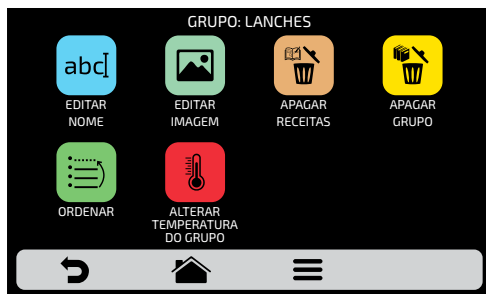 GRUPO: LANCHES
abc
EDITAR
NOME
EDITAR
IMAGEM
APAGAR
RECEITAS
APAGAR
GRUPO
ORDENAR
ALTERAR
TEMPERATURA
DO GRUPO